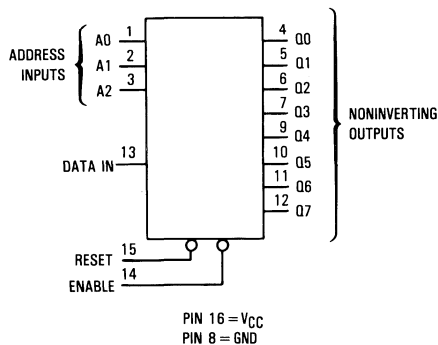 ADDRESS
INPUTS
A0 1
A1 2
A2 3
DATA IN 13
4 Q0
5 Q1
6 Q2
7 Q3
9 Q4
10 Q5
11 Q6
12 Q7
NONINVERTING
OUTPUTS
RESET 15
ENABLE 14
PIN 16 = VCC
PIN 8 = GND